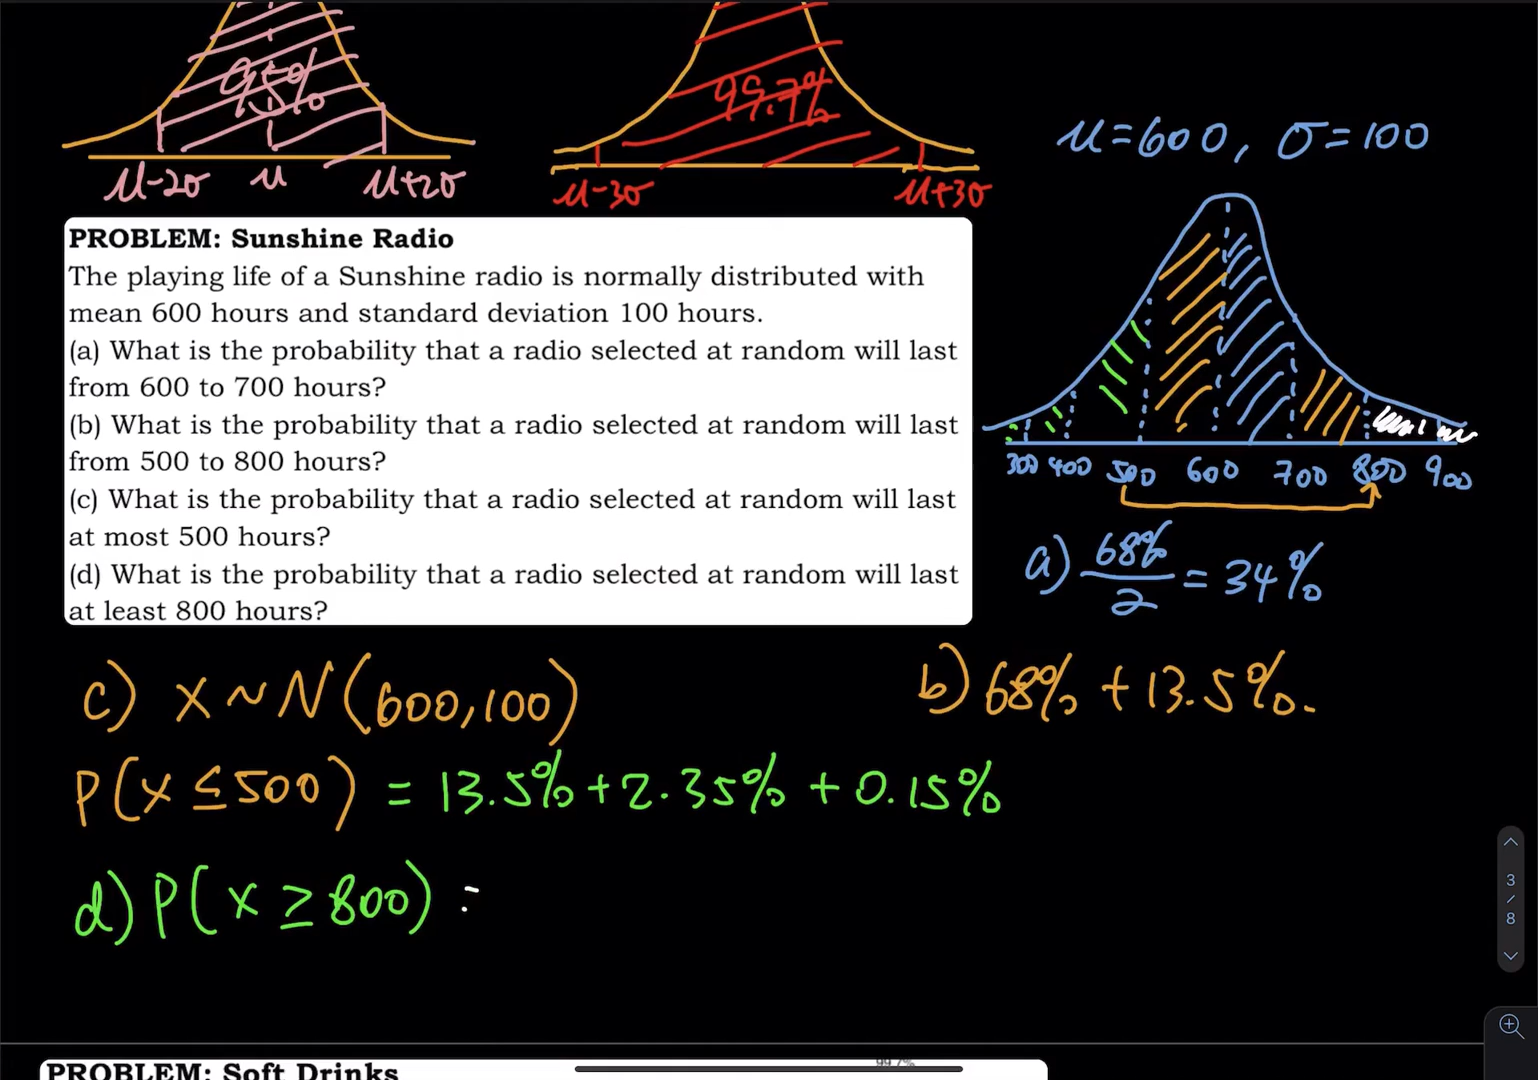 95%
μ-2σ μ μ+2σ
99.7%
μ-3σ μ+3σ
μ=600, σ=100
PROBLEM: Sunshine Radio
The playing life of a Sunshine radio is normally distributed with
mean 600 hours and standard deviation 100 hours.
(a) What is the probability that a radio selected at random will last
from 600 to 700 hours?
(b) What is the probability that a radio selected at random will last
from 500 to 800 hours?
(c) What is the probability that a radio selected at random will last
at most 500 hours?
(d) What is the probability that a radio selected at random will last
at least 800 hours?
300 400 500 600 700 800 900
a) 68%/2 = 34%
b) 68% + 13.5%.
c) X ~ N(600,100)
P(X ≤ 500) = 13.5% + 2.35% + 0.15%
d) P(X ≥ 800) =
3
/
8
PROBLEM: Soft Drinks
99.7%